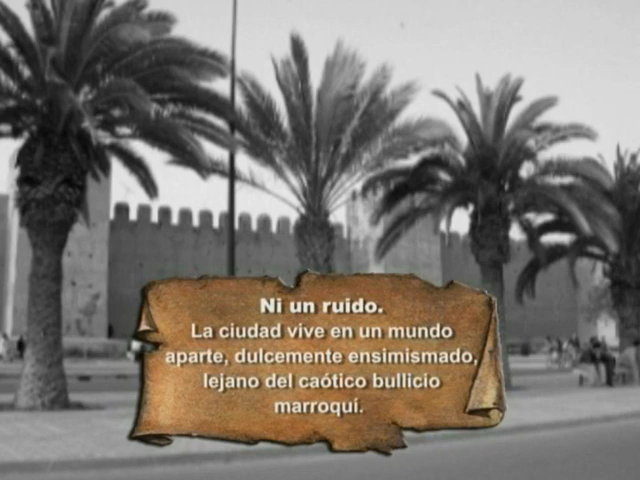 Ni un ruido.
La ciudad vive en un mundo
aparte, dulcemente ensimismado,
lejano del caótico bullicio
marroquí.